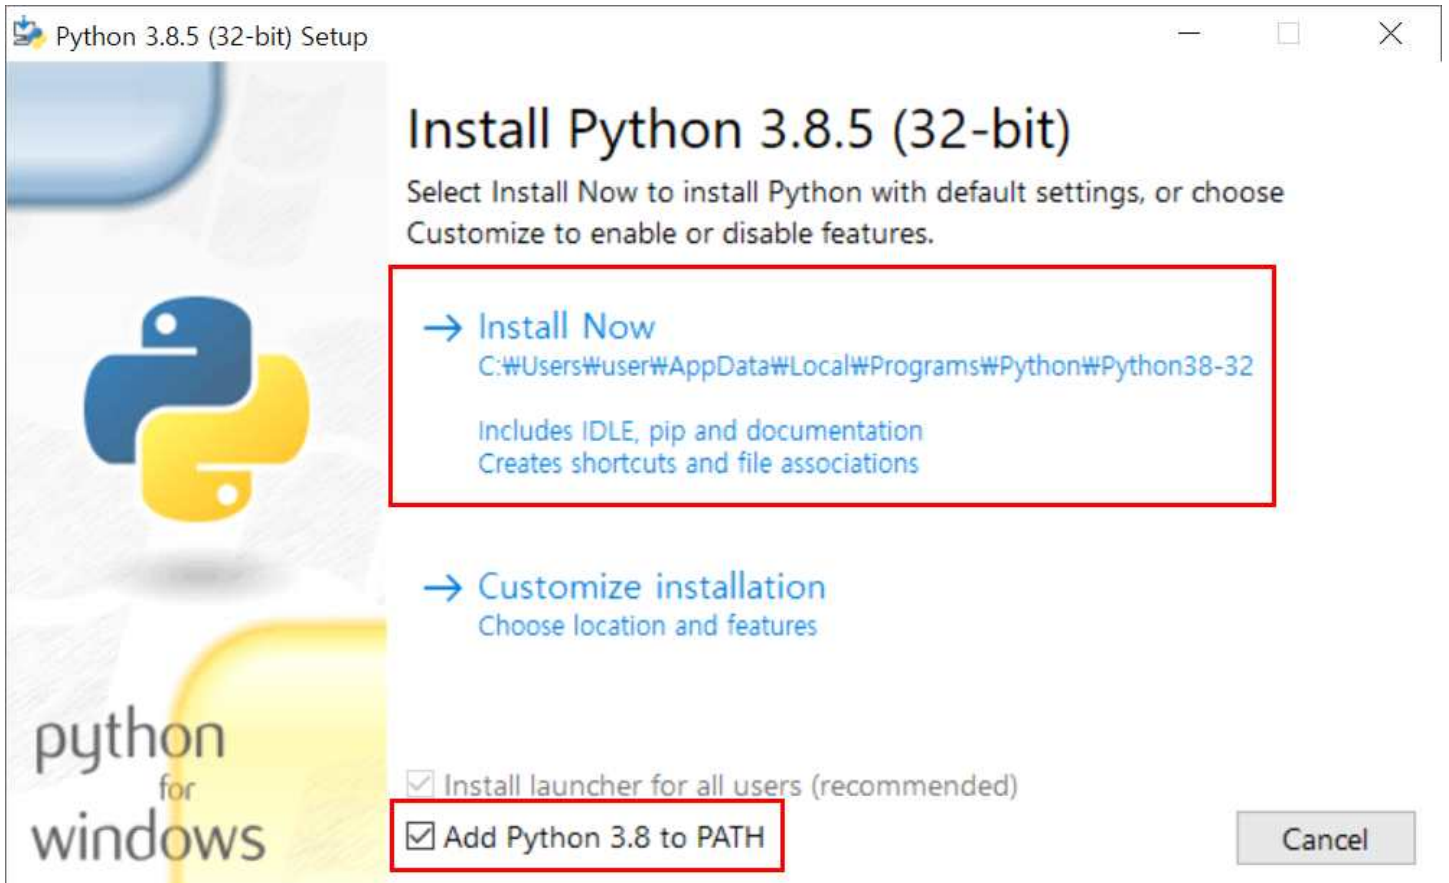 Python 3.8.5 (32-bit) Setup
Install Python 3.8.5 (32-bit)
Select Install Now to install Python with default settings, or choose
Customize to enable or disable features.
→ Install Now
C:₩Users₩user₩AppData₩Local₩Programs₩Python₩Python38-32
Includes IDLE, pip and documentation
Creates shortcuts and file associations
→ Customize installation
Choose location and features
python
for
windows
Install launcher for all users (recommended)
Add Python 3.8 to PATH
Cancel